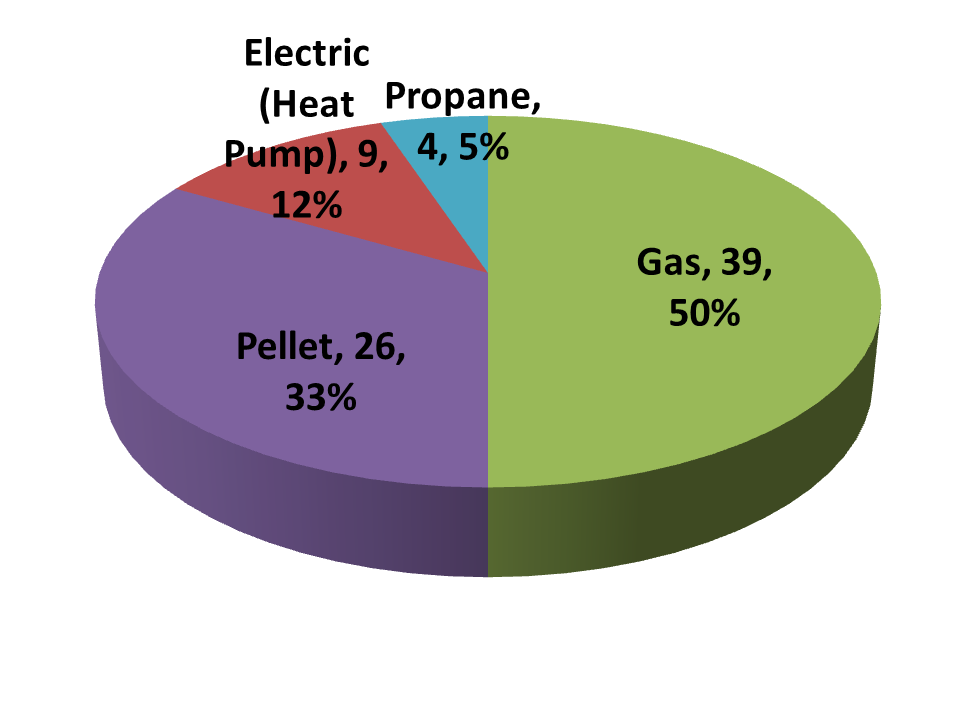 Electric
(Heat
Pump), 9,
12%
Propane,
4, 5%
Gas, 39,
50%
Pellet, 26,
33%